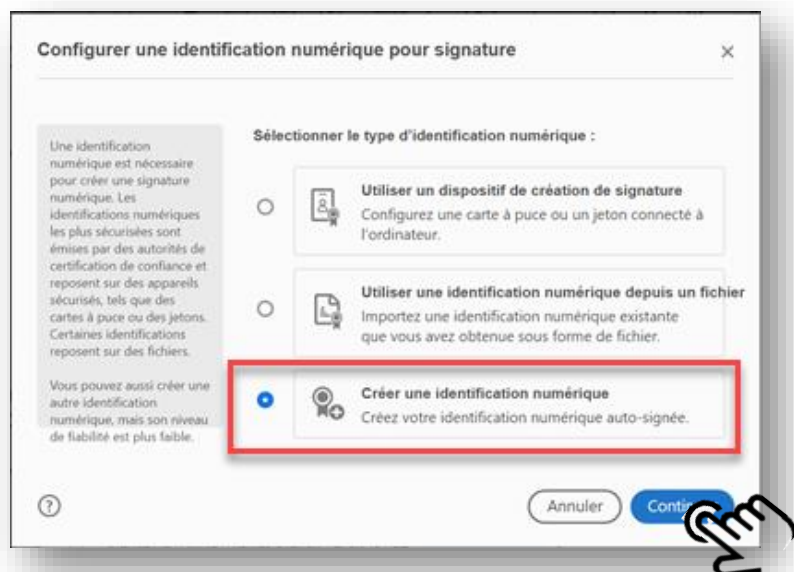 Configurer une identification numérique pour signature
Une identification
numérique est nécessaire
pour créer une signature
numérique. Les
identifications numériques
les plus sécurisées sont
émises par des autorités de
certification de confiance et
reposent sur des appareils
sécurisés, tels que des
cartes à puce ou des jetons.
Certaines identifications
reposent sur des fichiers.
Vous pouvez aussi créer une
autre identification
numérique, mais son niveau
de fiabilité est plus faible.
Sélectionner le type d'identification numérique :
Utiliser un dispositif de création de signature
Configurez une carte à puce ou un jeton connecté à
l'ordinateur.
Utiliser une identification numérique depuis un fichier
Importez une identification numérique existante
que vous avez obtenue sous forme de fichier.
Créer une identification numérique
Créez votre identification numérique auto-signée.
Annuler